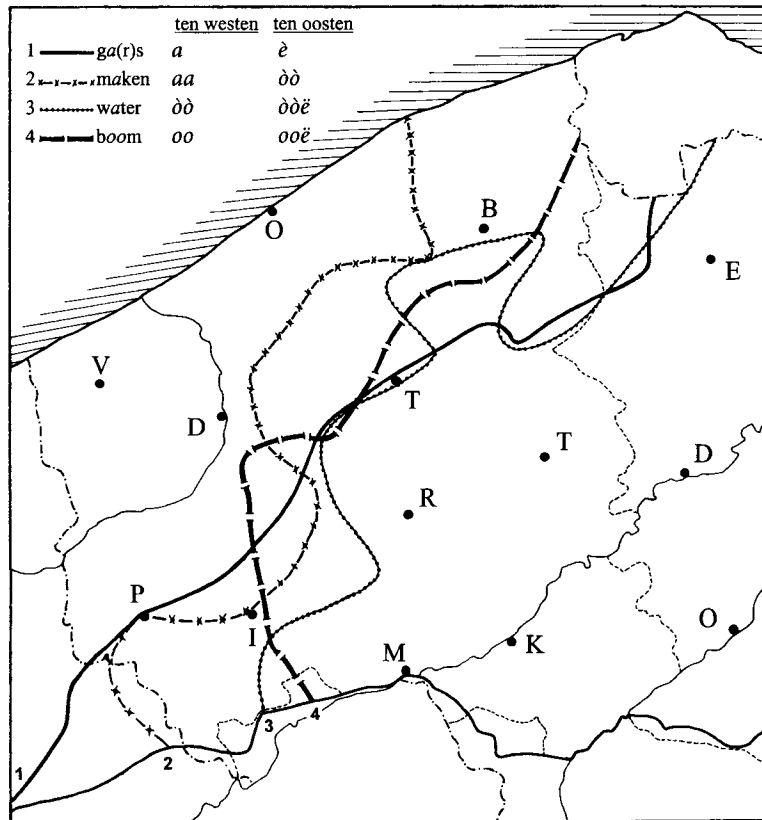 ten westen ten oosten
1 ga(r)s a è
2 maken aa òò
3 water òò òòë
4 boom oo ooë
O
B
E
V
D
T
T
D
R
P
I
M
K
O
1
2
3
4